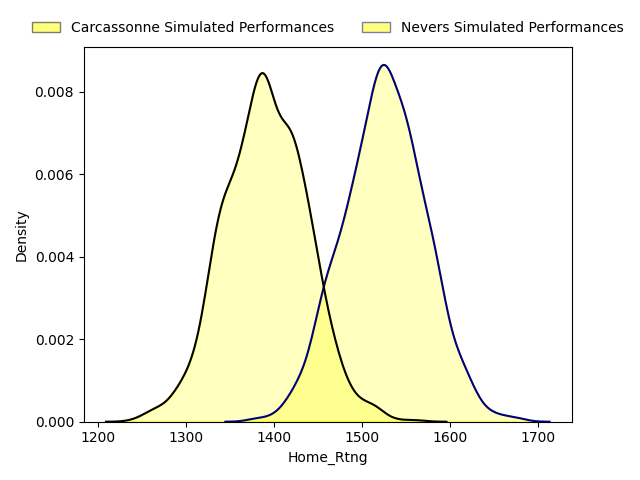 Carcassonne Simulated Performances Nevers Simulated Performances
0.008
0.006
0.004
0.002
0.000
Density
1200 1300 1400 1500 1600 1700
Home_Rtng